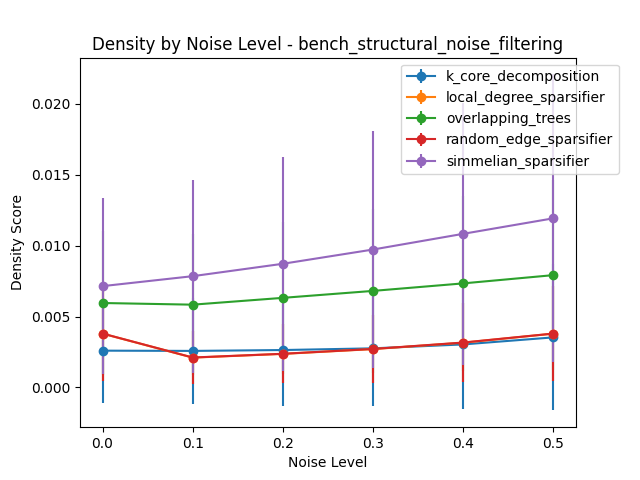 Density by Noise Level - bench_structural_noise_filtering
k_core_decomposition
local_degree_sparsifier
overlapping_trees
random_edge_sparsifier
simmelian_sparsifier
Density Score
0.020
0.015
0.010
0.005
0.000
0.0 0.1 0.2 0.3 0.4 0.5
Noise Level